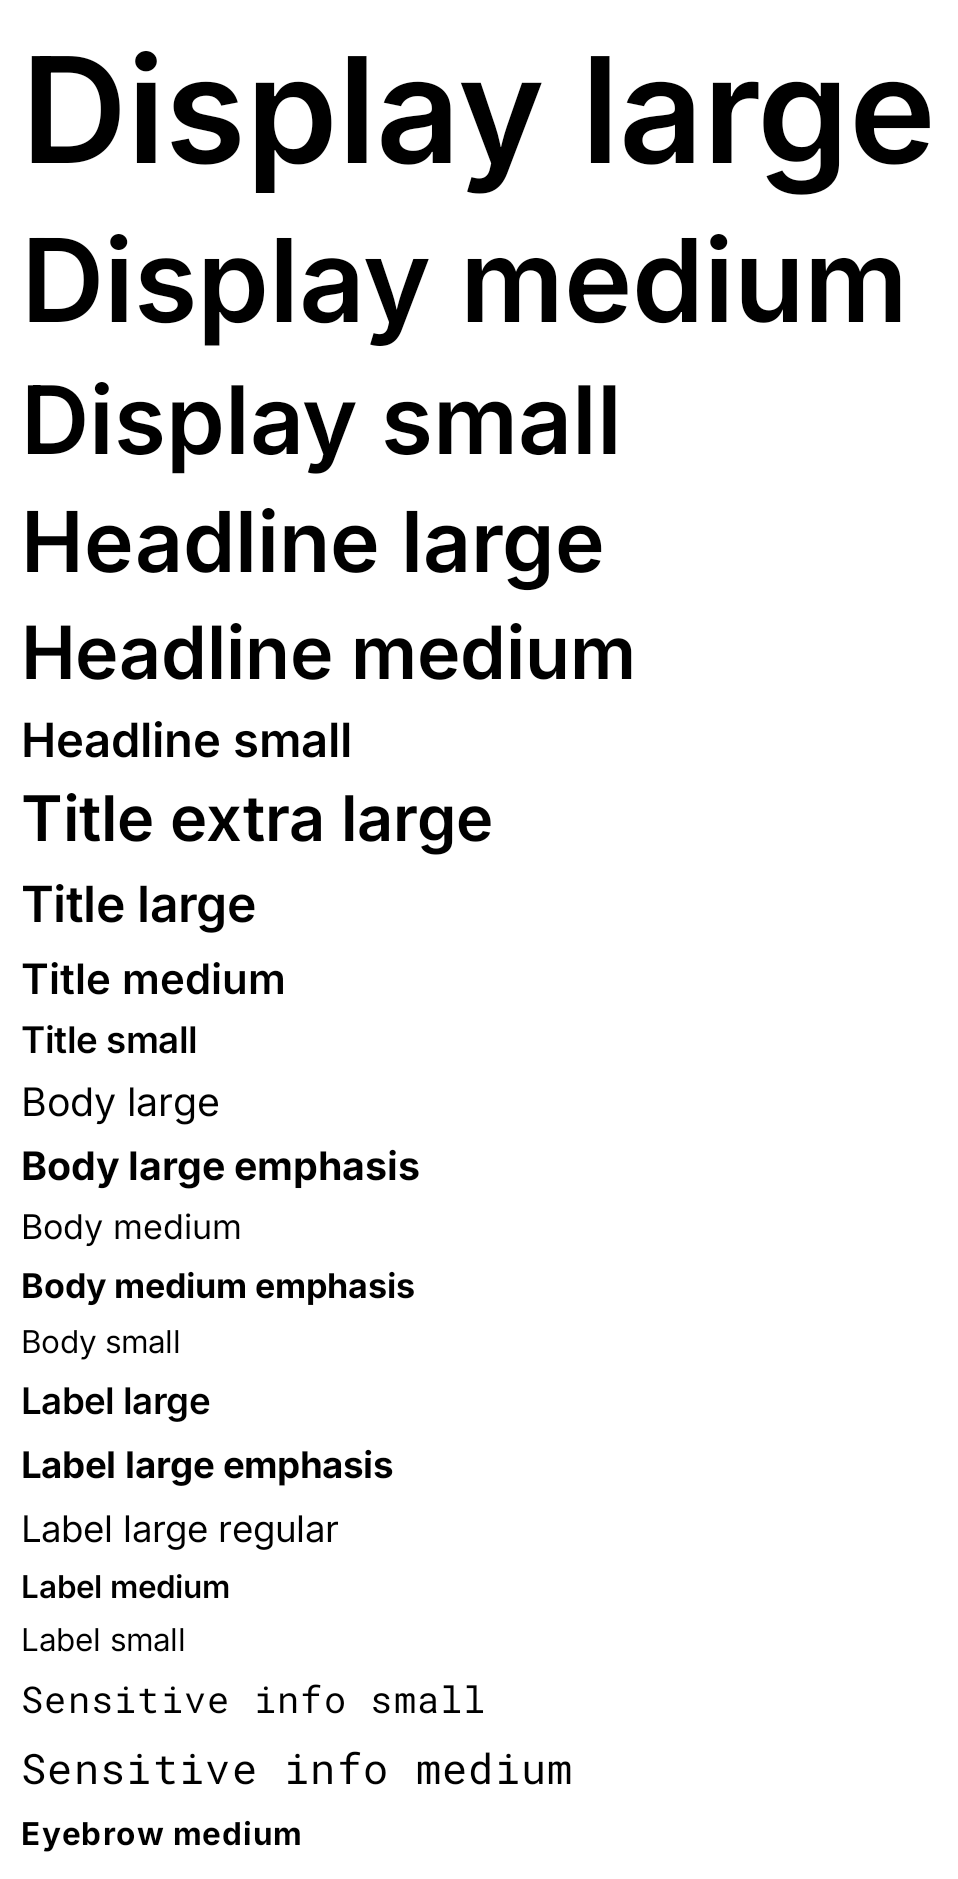 Display large
Display medium
Display small
Headline large
Headline medium
Headline small
Title extra large
Title large
Title medium
Title small
Body large
Body large emphasis
Body medium
Body medium emphasis
Body small
Label large
Label large emphasis
Label large regular
Label medium
Label small
Sensitive info small
Sensitive info medium
Eyebrow medium